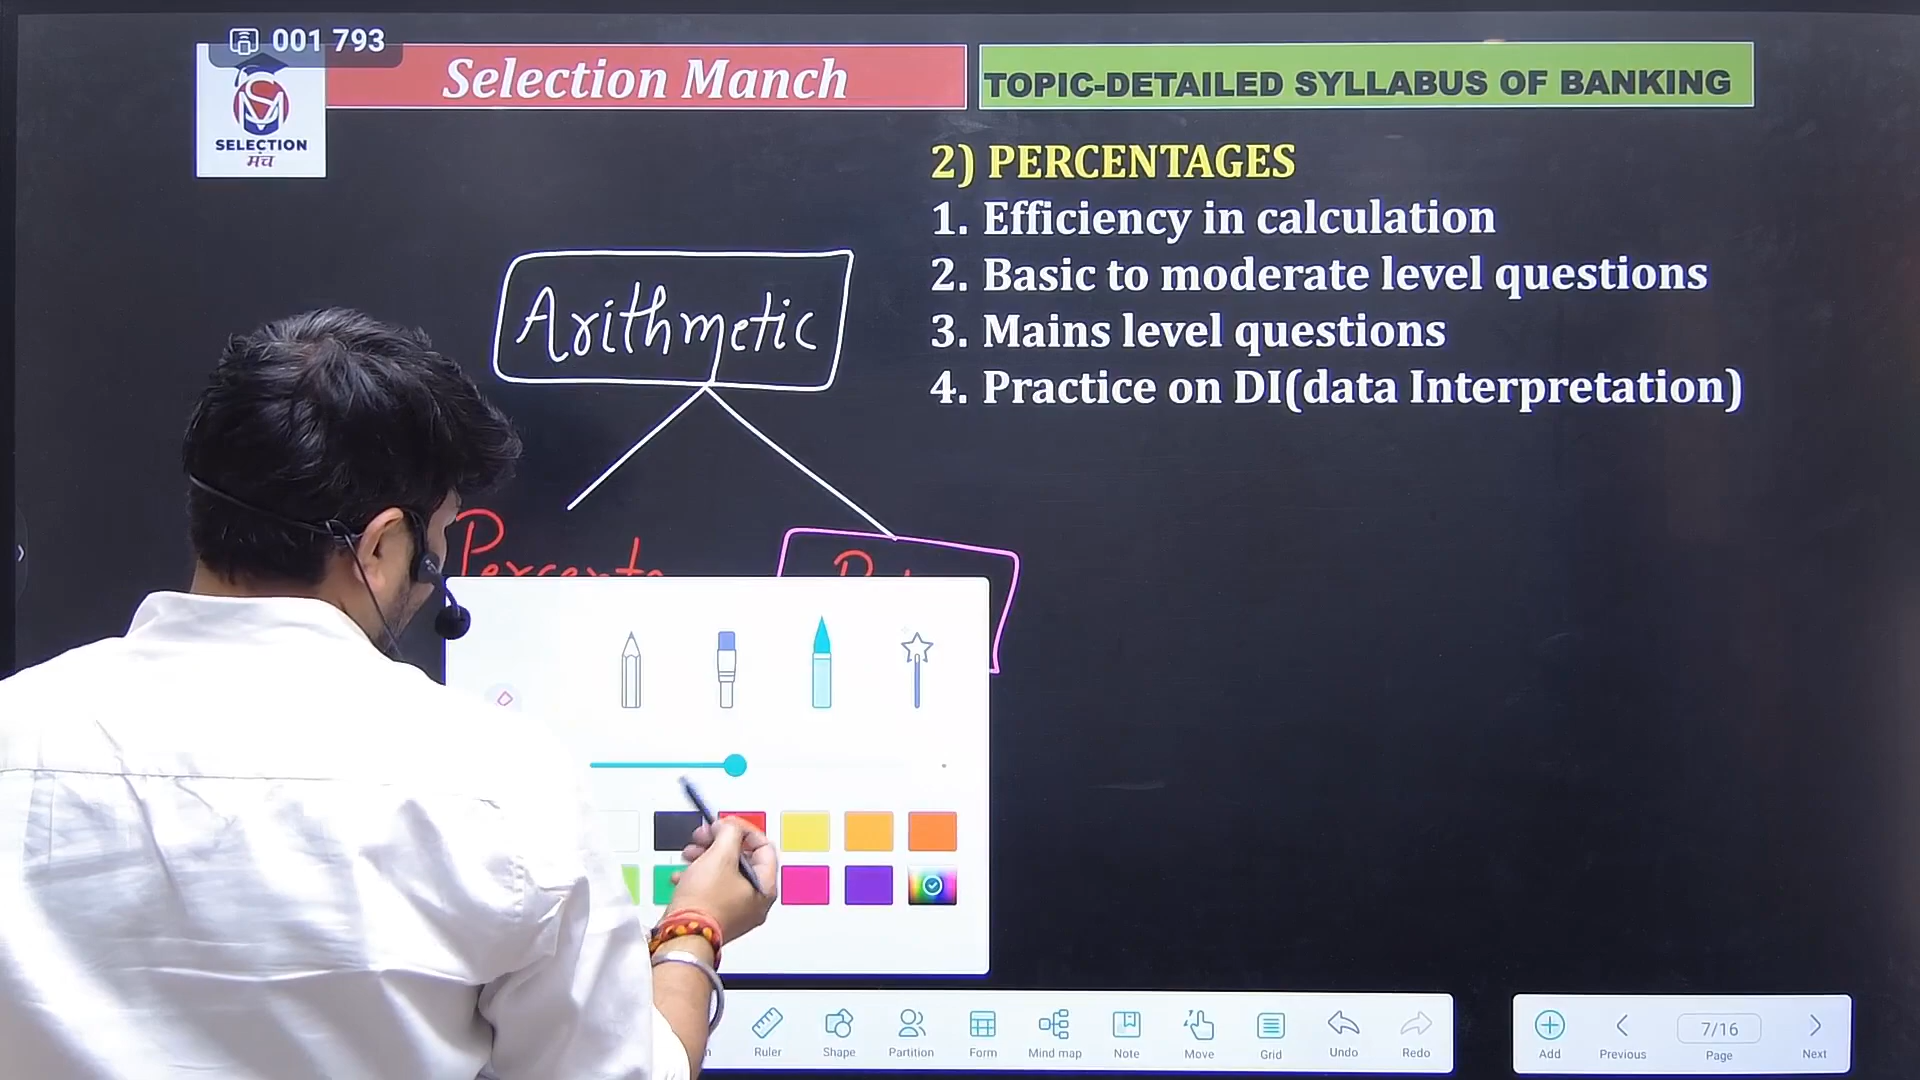 001 793
Selection Manch
TOPIC-DETAILED SYLLABUS OF BANKING
SELECTION
मंच
2) PERCENTAGES
1. Efficiency in calculation
2. Basic to moderate level questions
3. Mains level questions
4. Practice on DI(data Interpretation)
Arithmetic
Ruler
Shape
Partition
Form
Mind map
Note
Move
Grid
Undo
Redo
Add
Previous
7/16
Page
Next